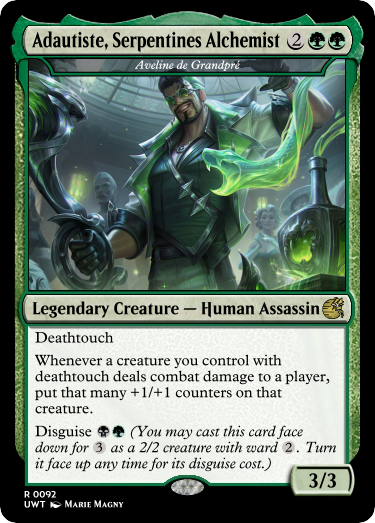 Adautiste, Serpentines Alchemist 2
Aveline de Grandpré
Legendary Creature — Human Assassin
Deathtouch
Whenever a creature you control with
deathtouch deals combat damage to a player,
put that many +1/+1 counters on that
creature.
Disguise (You may cast this card face
down for 3 as a 2/2 creature with ward 2. Turn
it face up any time for its disguise cost.)
3/3
R 0092
UWT Marie Magny